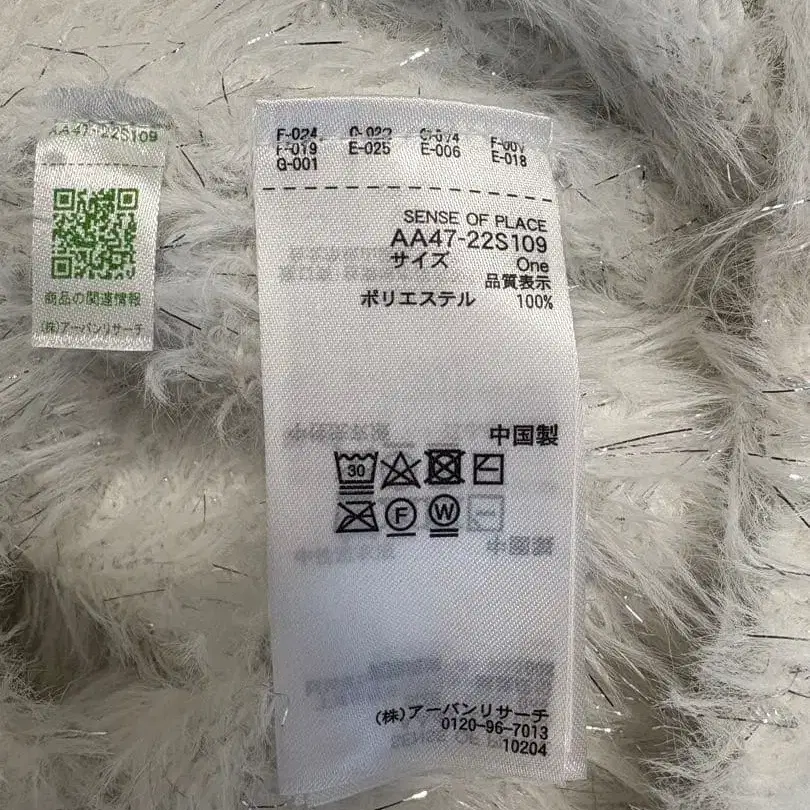 AA47-22S109
商品の関連情報
(株)アーバンリサーチ
F-024 F-001
F-019 E-025 E-006 E-018
G-001
SENSE OF PLACE
AA47-22S109
サイズ One
品質表示
ポリエステル 100%
中国製
30
F W
(株)アーバンリサーチ
0120-96-7013
10204